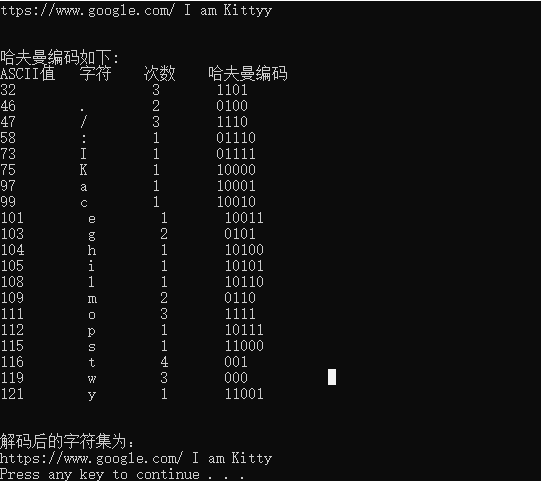 ttps://www.google.com/ I am Kittyy
哈夫曼编码如下:
ASCII值 字符 次数 哈夫曼编码
32 3 1101
46 . 2 0100
47 / 3 1110
58 : 1 01110
73 I 1 01111
75 K 1 10000
97 a 1 10001
99 c 1 10010
101 e 1 10011
103 g 2 0101
104 h 1 10100
105 i 1 10101
108 l 1 10110
109 m 2 0110
111 o 3 1111
112 p 1 10111
115 s 1 11000
116 t 4 001
119 w 3 000
121 y 1 11001
解码后的字符集为:
https://www.google.com/ I am Kitty
Press any key to continue . . .